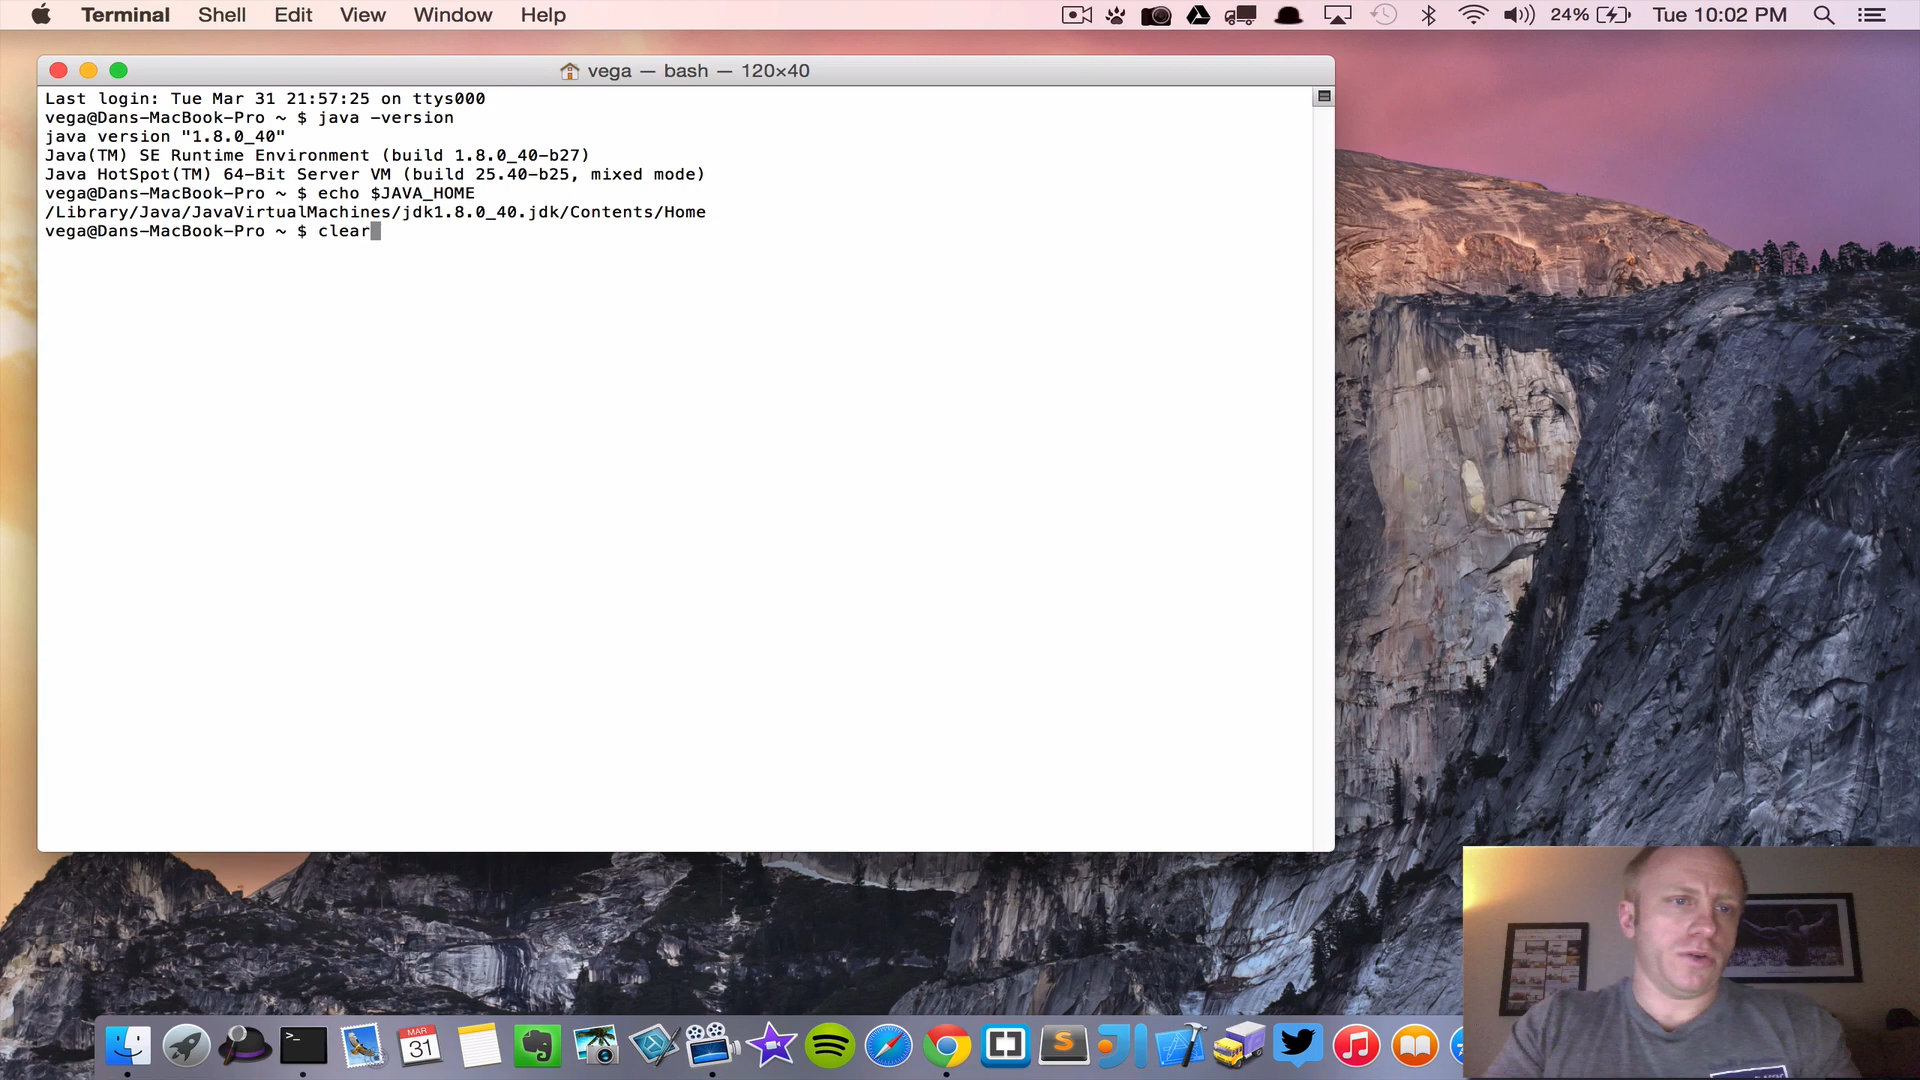 Terminal Shell Edit View Window Help 24% Tue 10:02 PM
vega — bash — 120×40
Last login: Tue Mar 31 21:57:25 on ttys000
vega@Dans-MacBook-Pro ~ $ java -version
java version "1.8.0_40"
Java(TM) SE Runtime Environment (build 1.8.0_40-b27)
Java HotSpot(TM) 64-Bit Server VM (build 25.40-b25, mixed mode)
vega@Dans-MacBook-Pro ~ $ echo $JAVA_HOME
/Library/Java/JavaVirtualMachines/jdk1.8.0_40.jdk/Contents/Home
vega@Dans-MacBook-Pro ~ $ clear
MAR
31